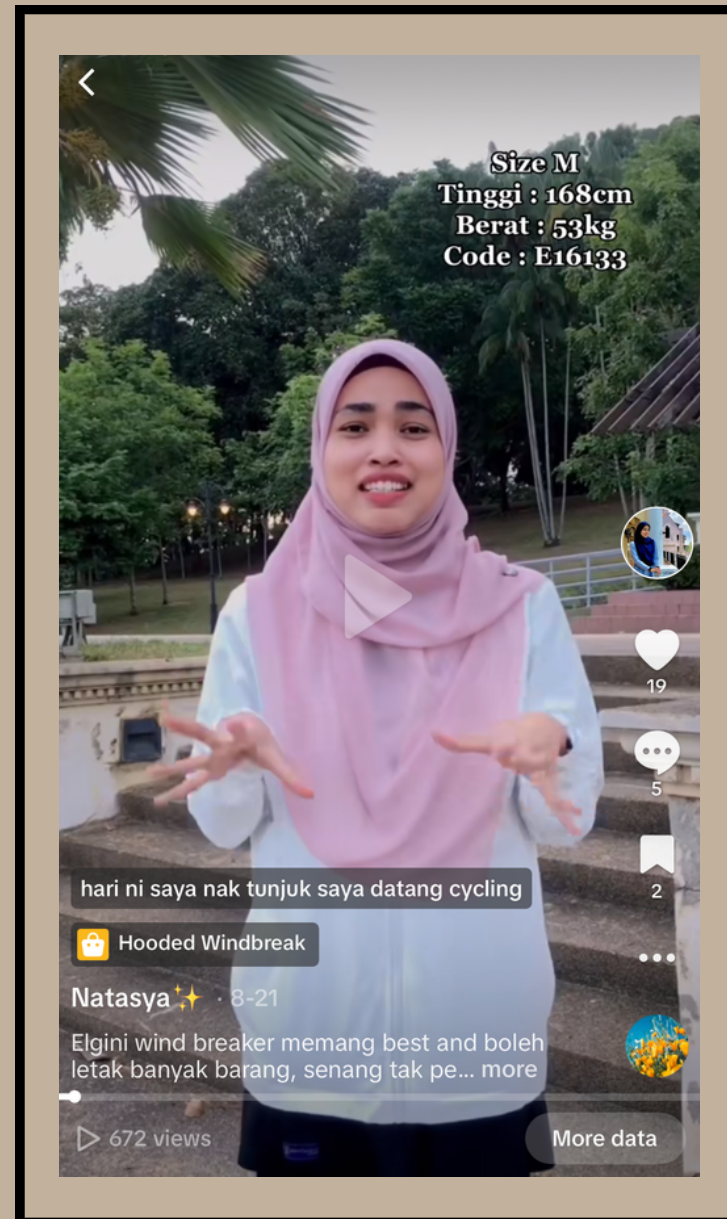 Size M
Tinggi : 168cm
Berat : 53kg
Code : E16133
19
5
2
hari ni saya nak tunjuk saya datang cycling
Hooded Windbreak
Natasya✨ · 8-21
Elgini wind breaker memang best and boleh
letak banyak barang, senang tak pe... more
672 views
More data